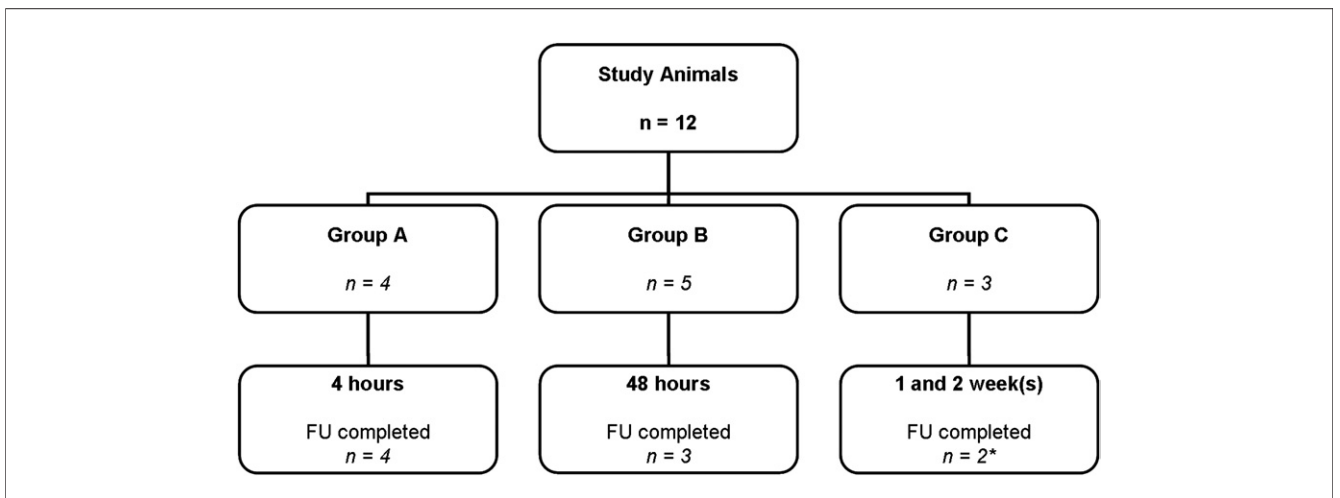 Study Animals
n = 12
Group A
n = 4
Group B
n = 5
Group C
n = 3
4 hours
FU completed
n = 4
48 hours
FU completed
n = 3
1 and 2 week(s)
FU completed
n = 2*